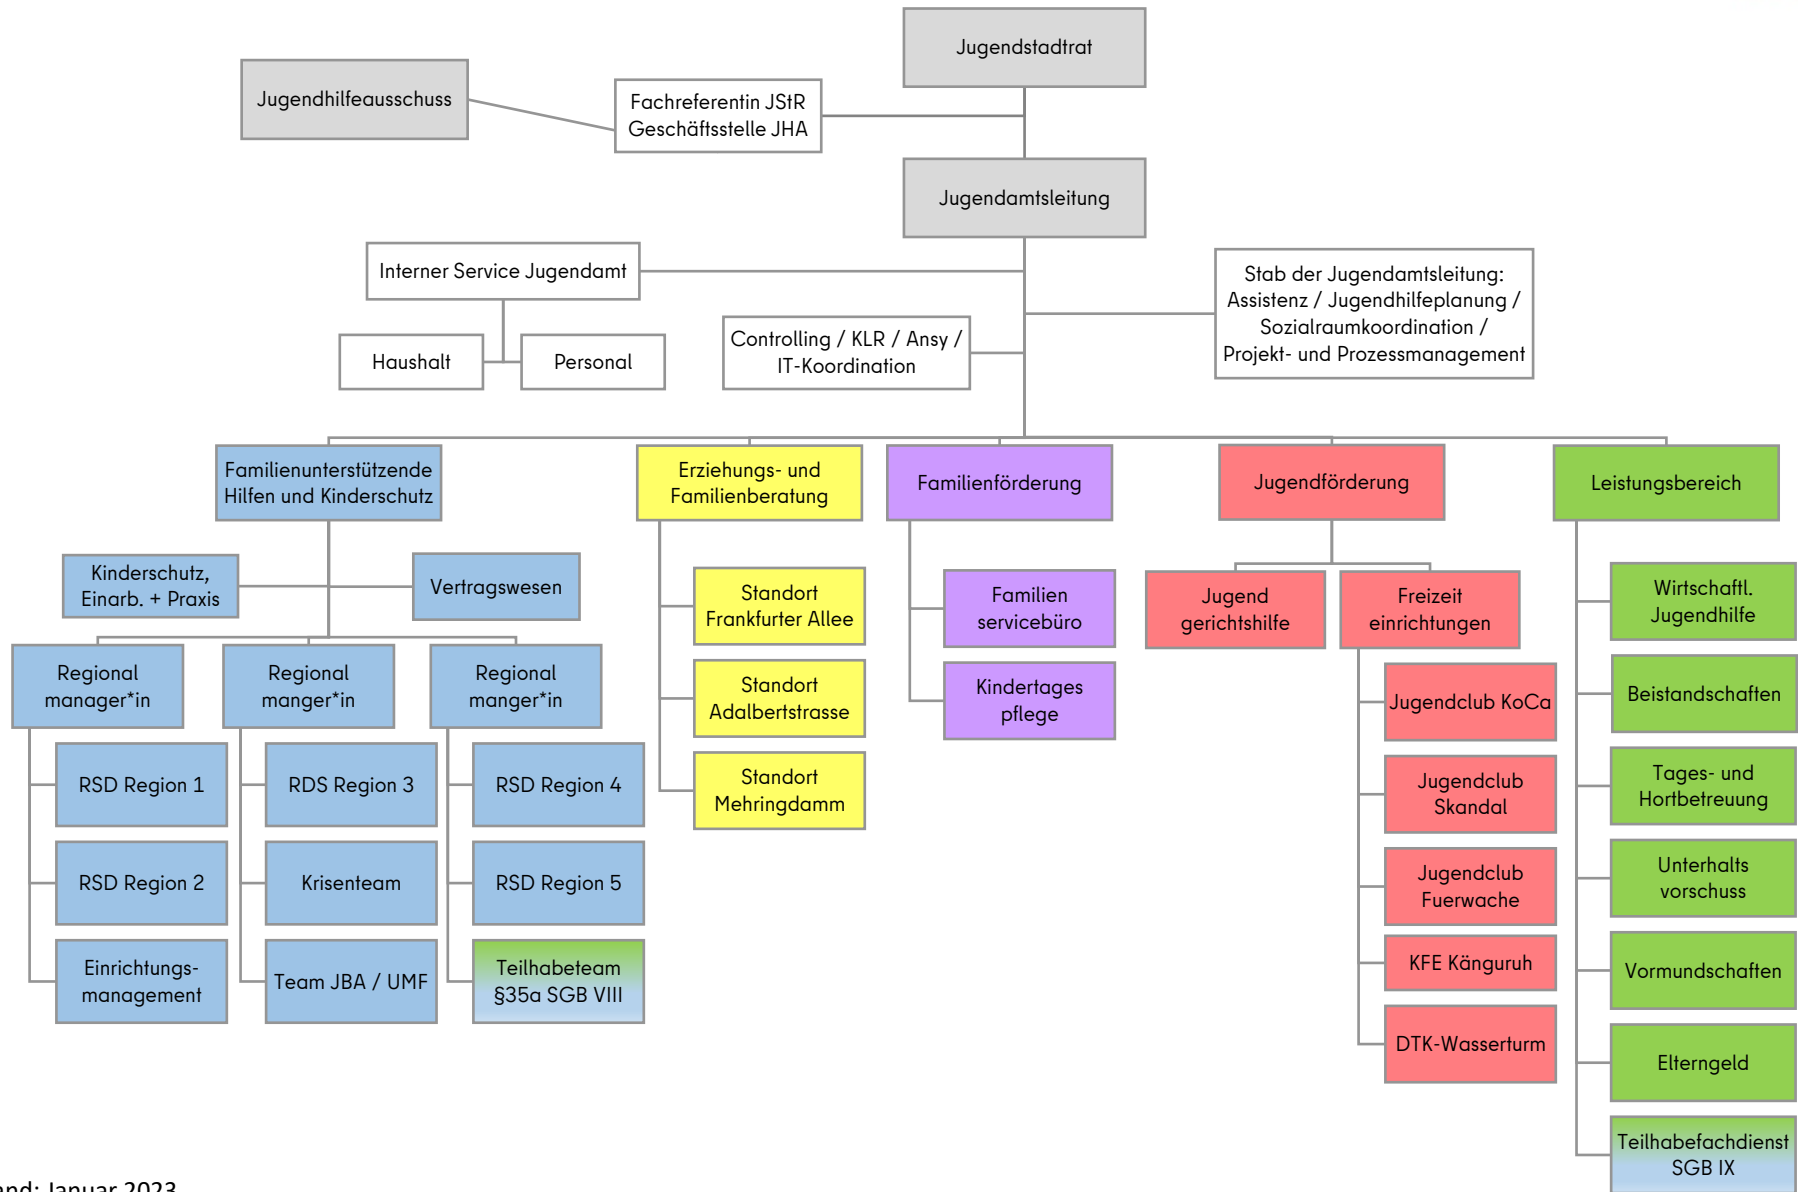 Jugendstadtrat
Jugendhilfeausschuss
Fachreferentin JStR
Geschäftsstelle JHA
Jugendamtsleitung
Interner Service Jugendamt
Haushalt
Personal
Controlling / KLR / Ansy /
IT-Koordination
Stab der Jugendamtsleitung:
Assistenz / Jugendhilfeplanung /
Sozialraumkoordination /
Projekt- und Prozessmanagement
Familienunterstützende
Hilfen und Kinderschutz
Kinderschutz,
Einarb. + Praxis
Vertragswesen
Regional
manager*in
RSD Region 1
RSD Region 2
Einrichtungs-
management
Regional
manger*in
RDS Region 3
Krisenteam
Team JBA / UMF
Regional
manger*in
RSD Region 4
RSD Region 5
Teilhabeteam
§35a SGB VIII
Erziehungs- und
Familienberatung
Standort
Frankfurter Allee
Standort
Adalbertstrasse
Standort
Mehringdamm
Familienförderung
Familien
servicebüro
Kindertages
pflege
Jugendförderung
Jugend
gerichtshilfe
Freizeit
einrichtungen
Jugendclub KoCa
Jugendclub
Skandal
Jugendclub
Fuerwache
KFE Känguruh
DTK-Wasserturm
Leistungsbereich
Wirtschaftl.
Jugendhilfe
Beistandschaften
Tages- und
Hortbetreuung
Unterhalts
vorschuss
Vormundschaften
Elterngeld
Teilhabefachdienst
SGB IX
Januar 2023